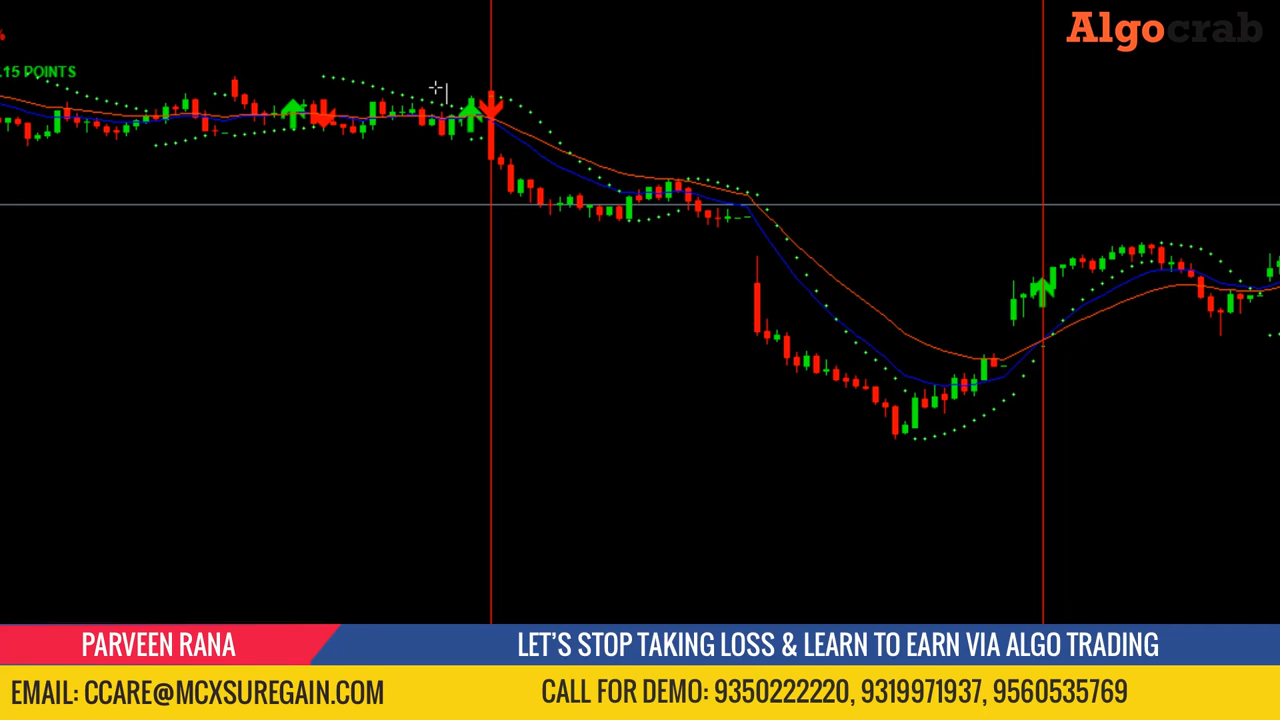 Algocrab
.15 POINTS
PARVEEN RANA
LET'S STOP TAKING LOSS & LEARN TO EARN VIA ALGO TRADING
EMAIL: CCARE@MCXSUREGAIN.COM
CALL FOR DEMO: 9350222220, 9319971937, 9560535769